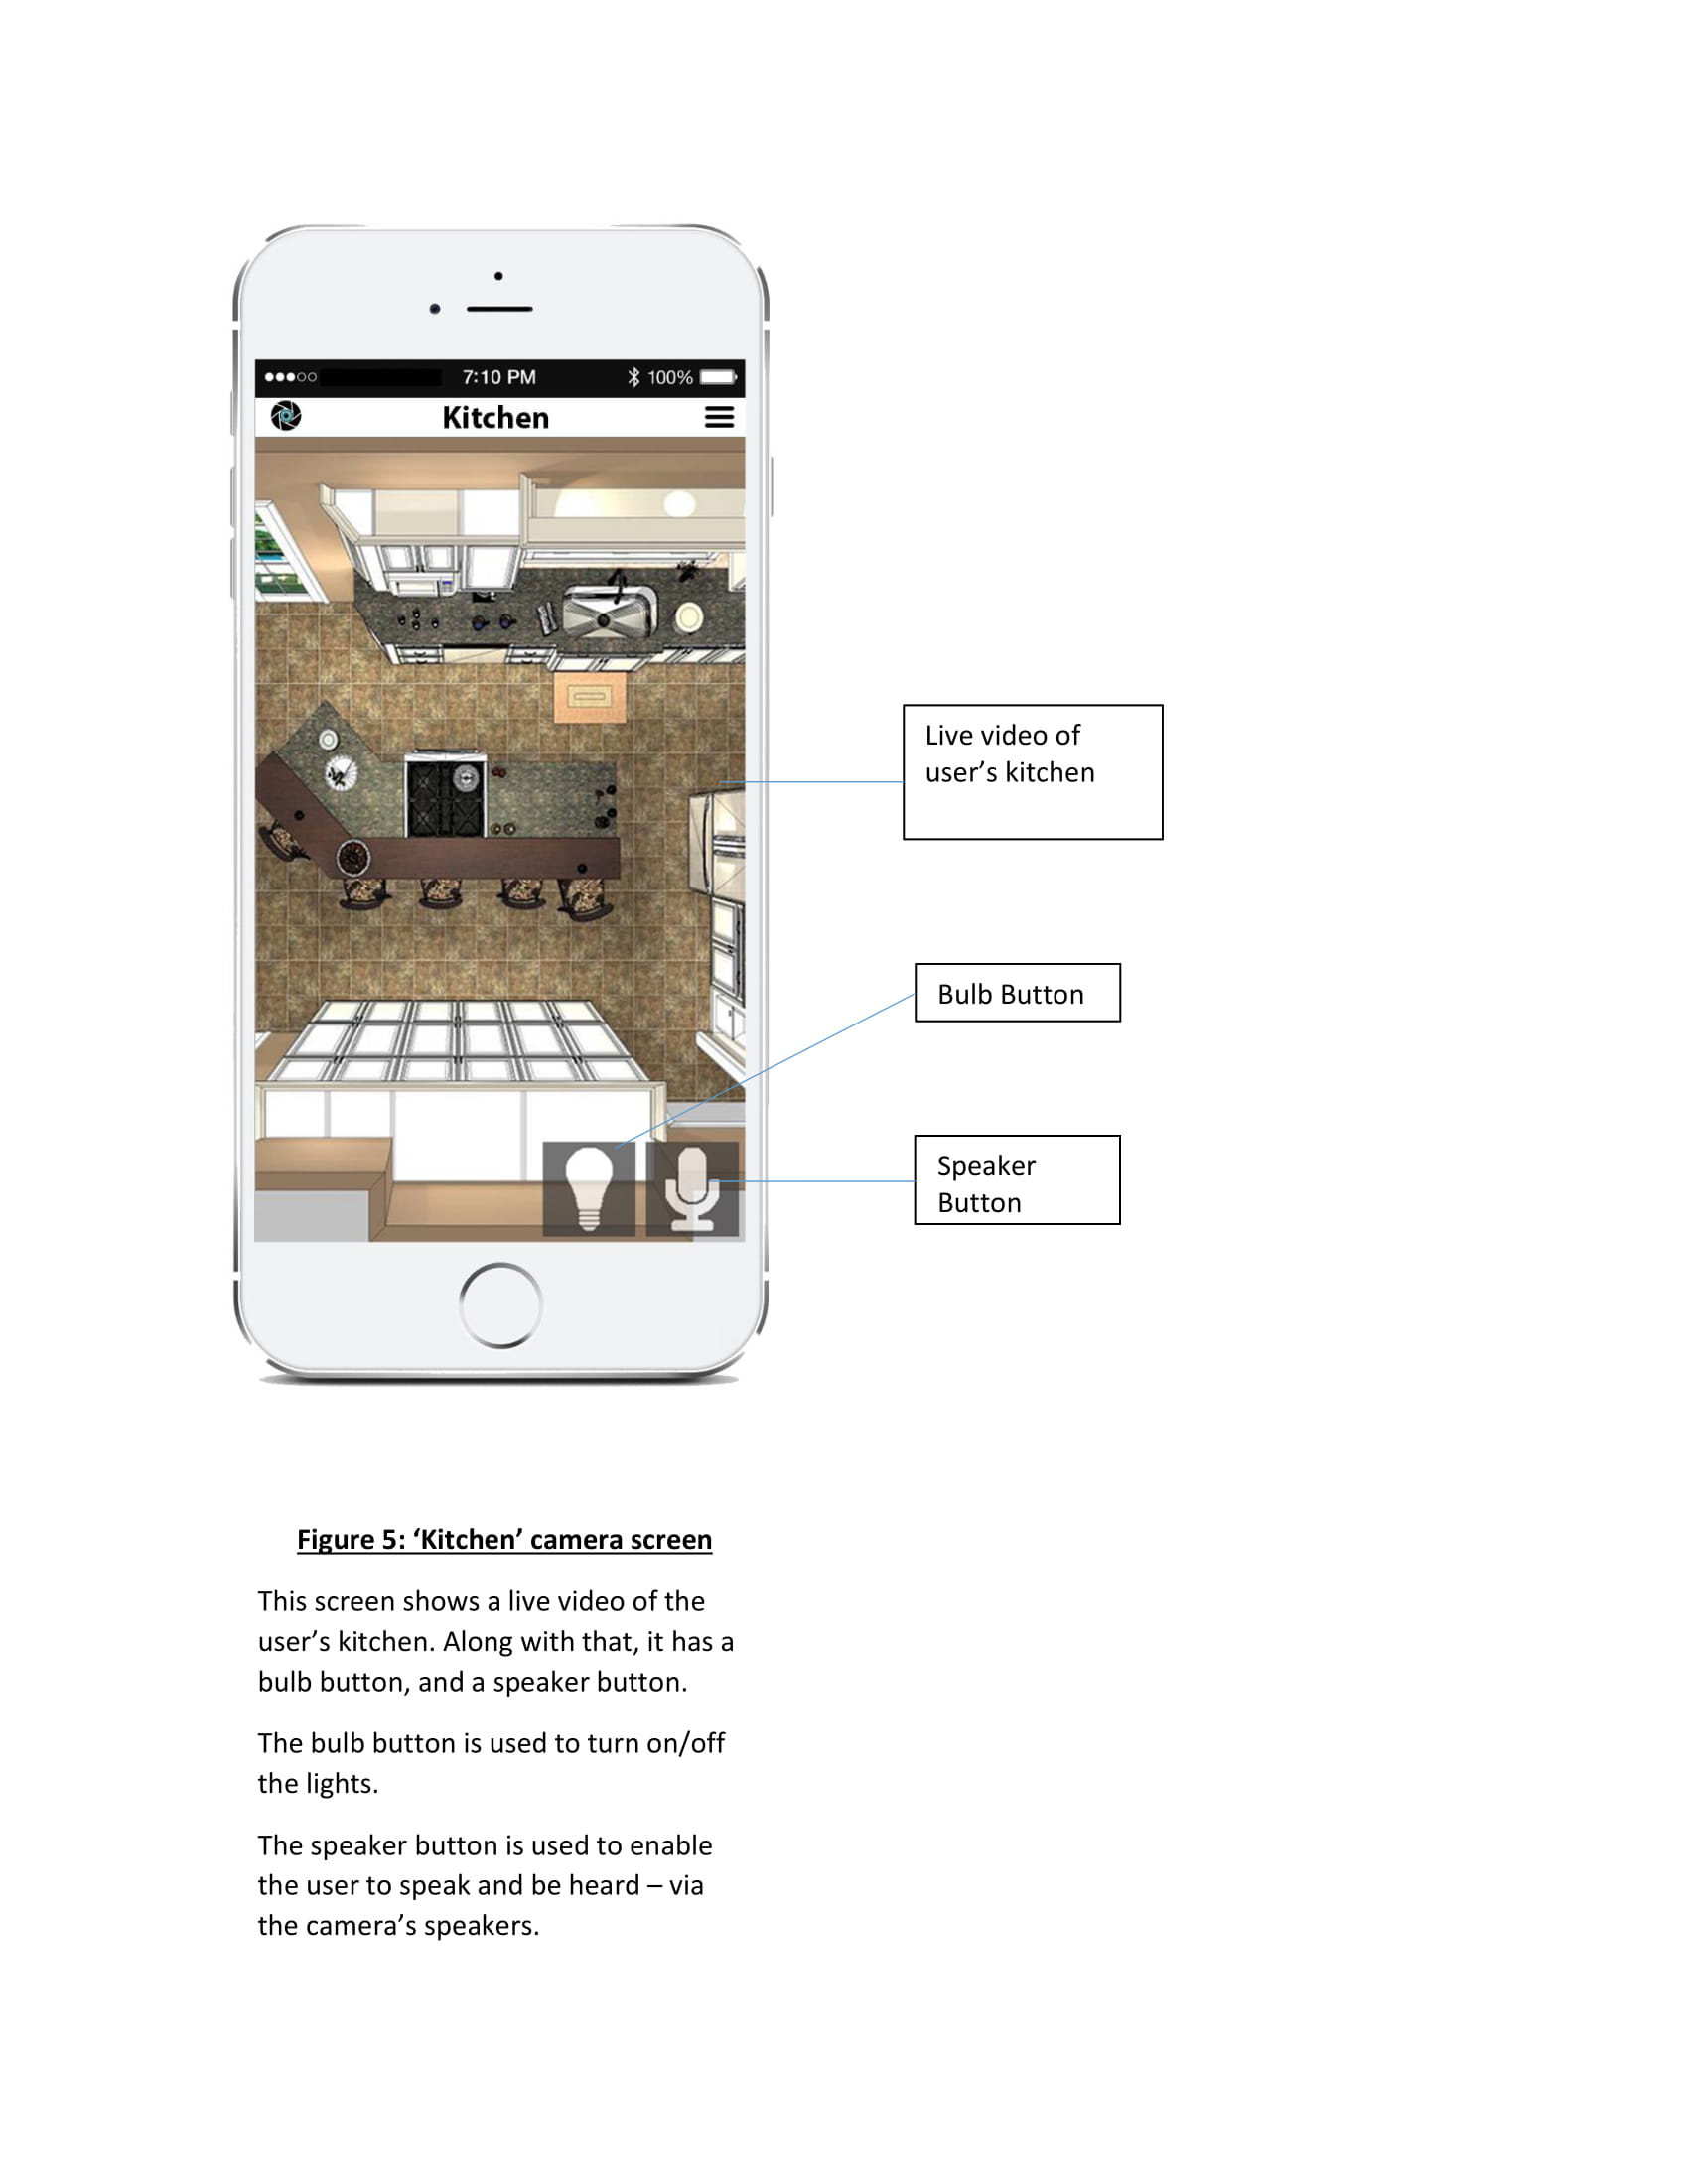 7:10 PM
100%
Kitchen
Live video of
user’s kitchen
Bulb Button
Speaker
Button
Figure 5: ‘Kitchen’ camera screen
This screen shows a live video of the
user’s kitchen. Along with that, it has a
bulb button, and a speaker button.
The bulb button is used to turn on/off
the lights.
The speaker button is used to enable
the user to speak and be heard – via
the camera’s speakers.